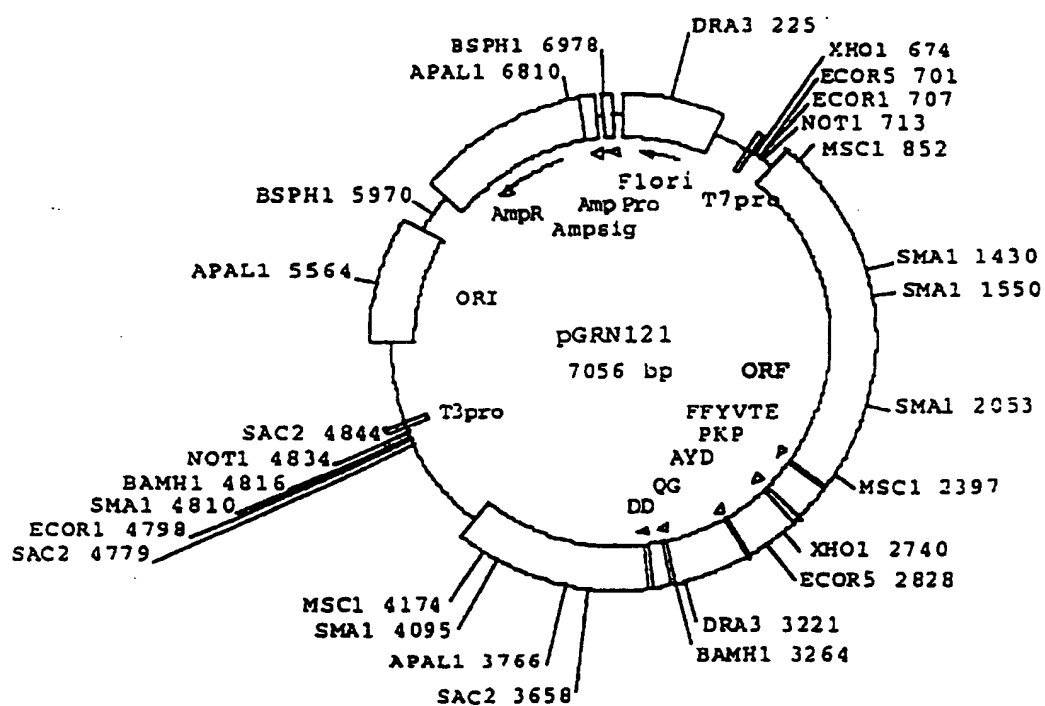 DRA3 225
BSPH1 6978
APAL1 6810
XHO1 674
ECOR5 701
ECOR1 707
NOT1 713
MSC1 852
BSPH1 5970
AmpR
Amp Pro
Ampsig
Flori
T7pro
APAL1 5564
ORI
SMA1 1430
SMA1 1550
pGRN121
7056 bp
ORF
SMA1 2053
FFYVTE
PKP
AYD
QG
DD
T3pro
SAC2 4844
NOT1 4834
BAMH1 4816
SMA1 4810
ECOR1 4798
SAC2 4779
MSC1 2397
XHO1 2740
ECOR5 2828
MSC1 4174
SMA1 4095
APAL1 3766
SAC2 3658
DRA3 3221
BAMH1 3264